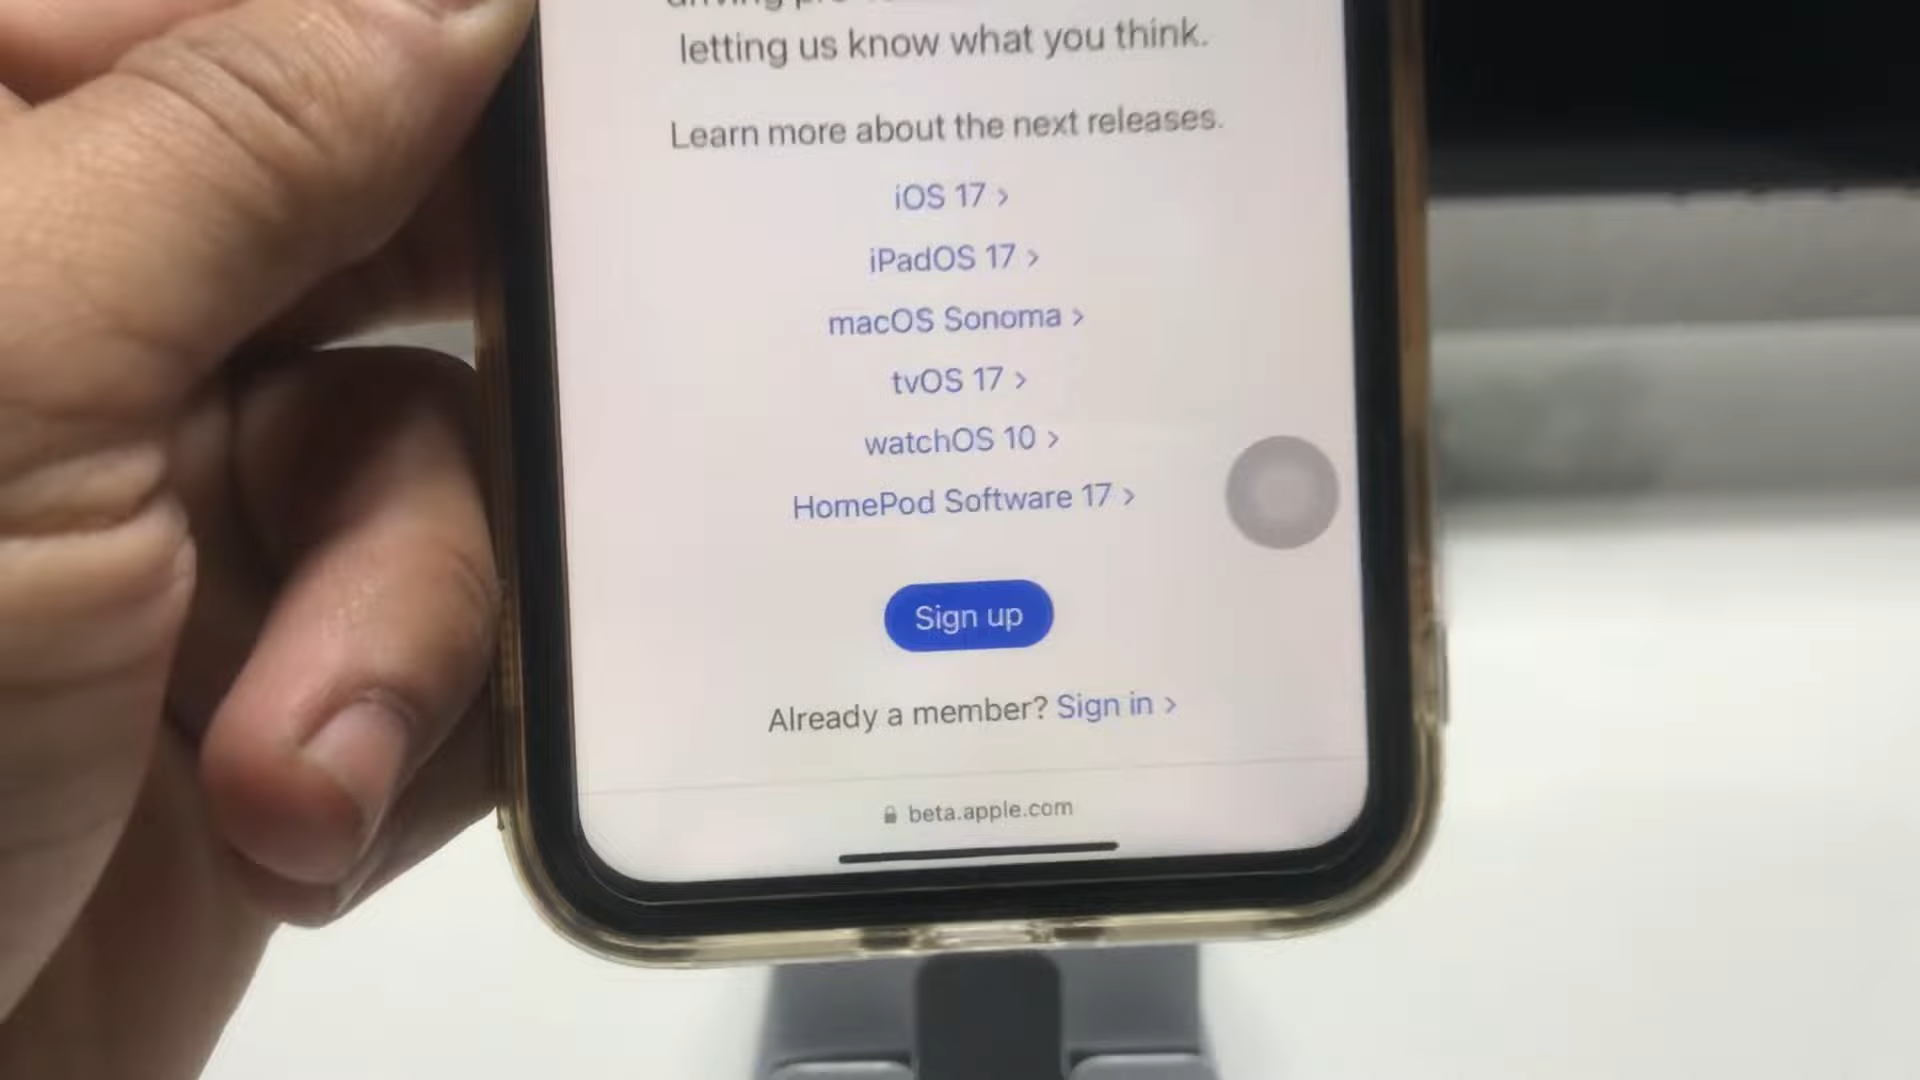 letting us know what you think.
Learn more about the next releases.
iOS 17 >
iPadOS 17 >
macOS Sonoma >
tvOS 17 >
watchOS 10 >
HomePod Software 17 >
Sign up
Already a member? Sign in >
beta.apple.com